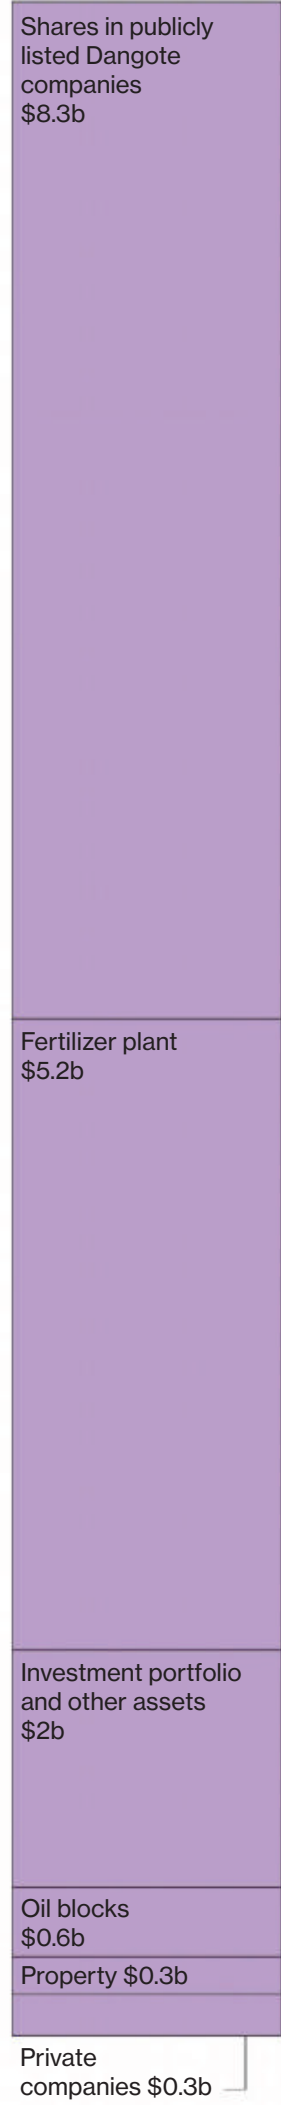 Shares in publicly
listed Dangote
companies
$8.3b
Fertilizer plant
$5.2b
Investment portfolio
and other assets
$2b
Oil blocks
$0.6b
Property $0.3b
Private
companies $0.3b